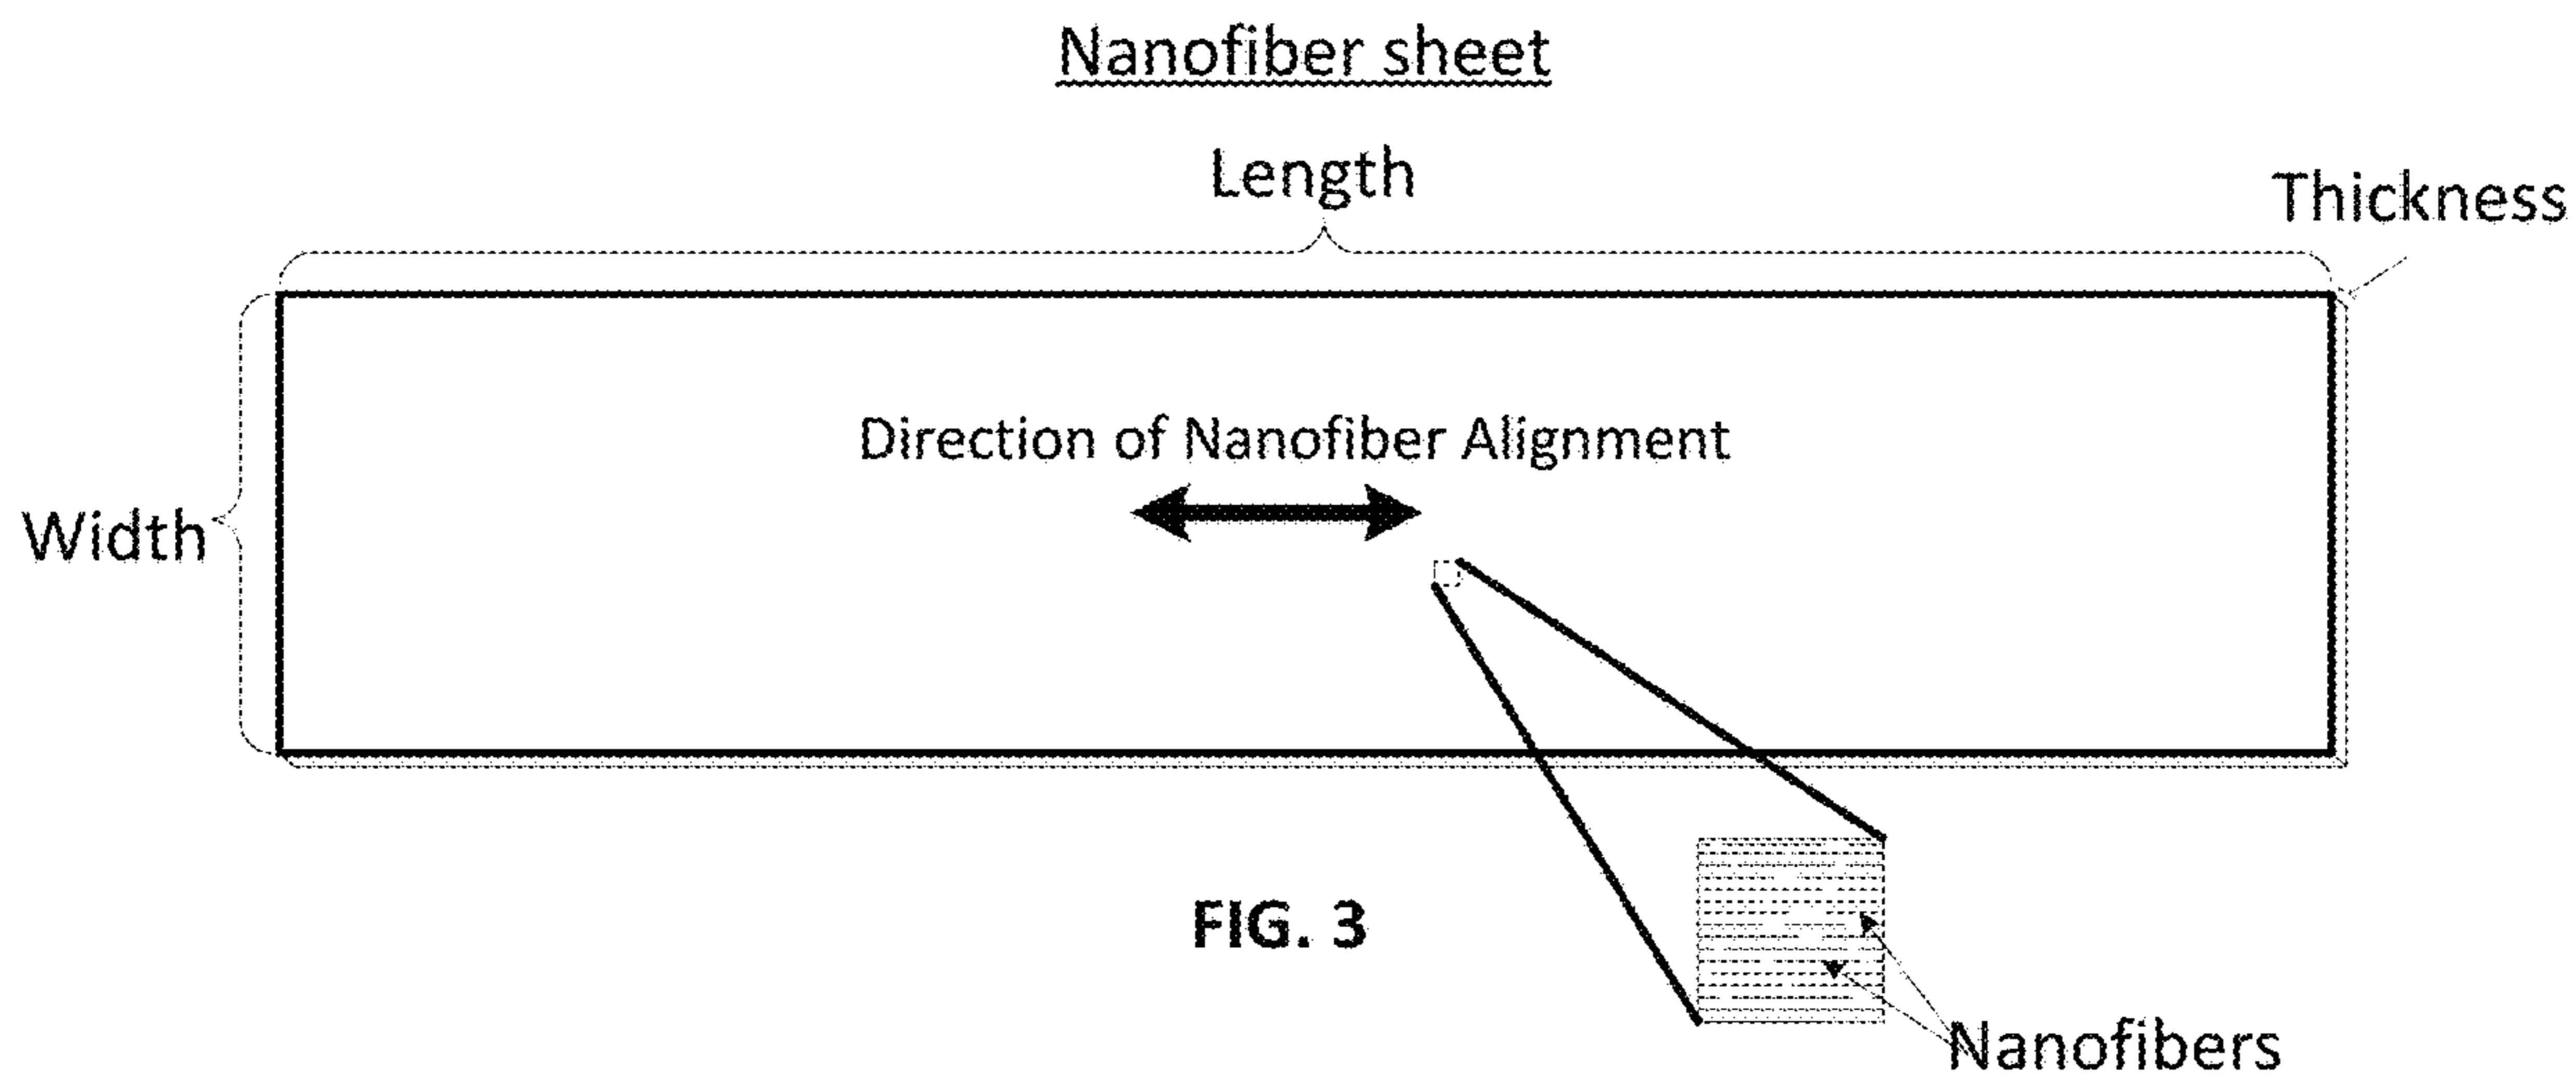 Nanofiber sheet
Length
Thickness
Direction of Nanofiber Alignment
Width
FIG. 3
Nanofibers